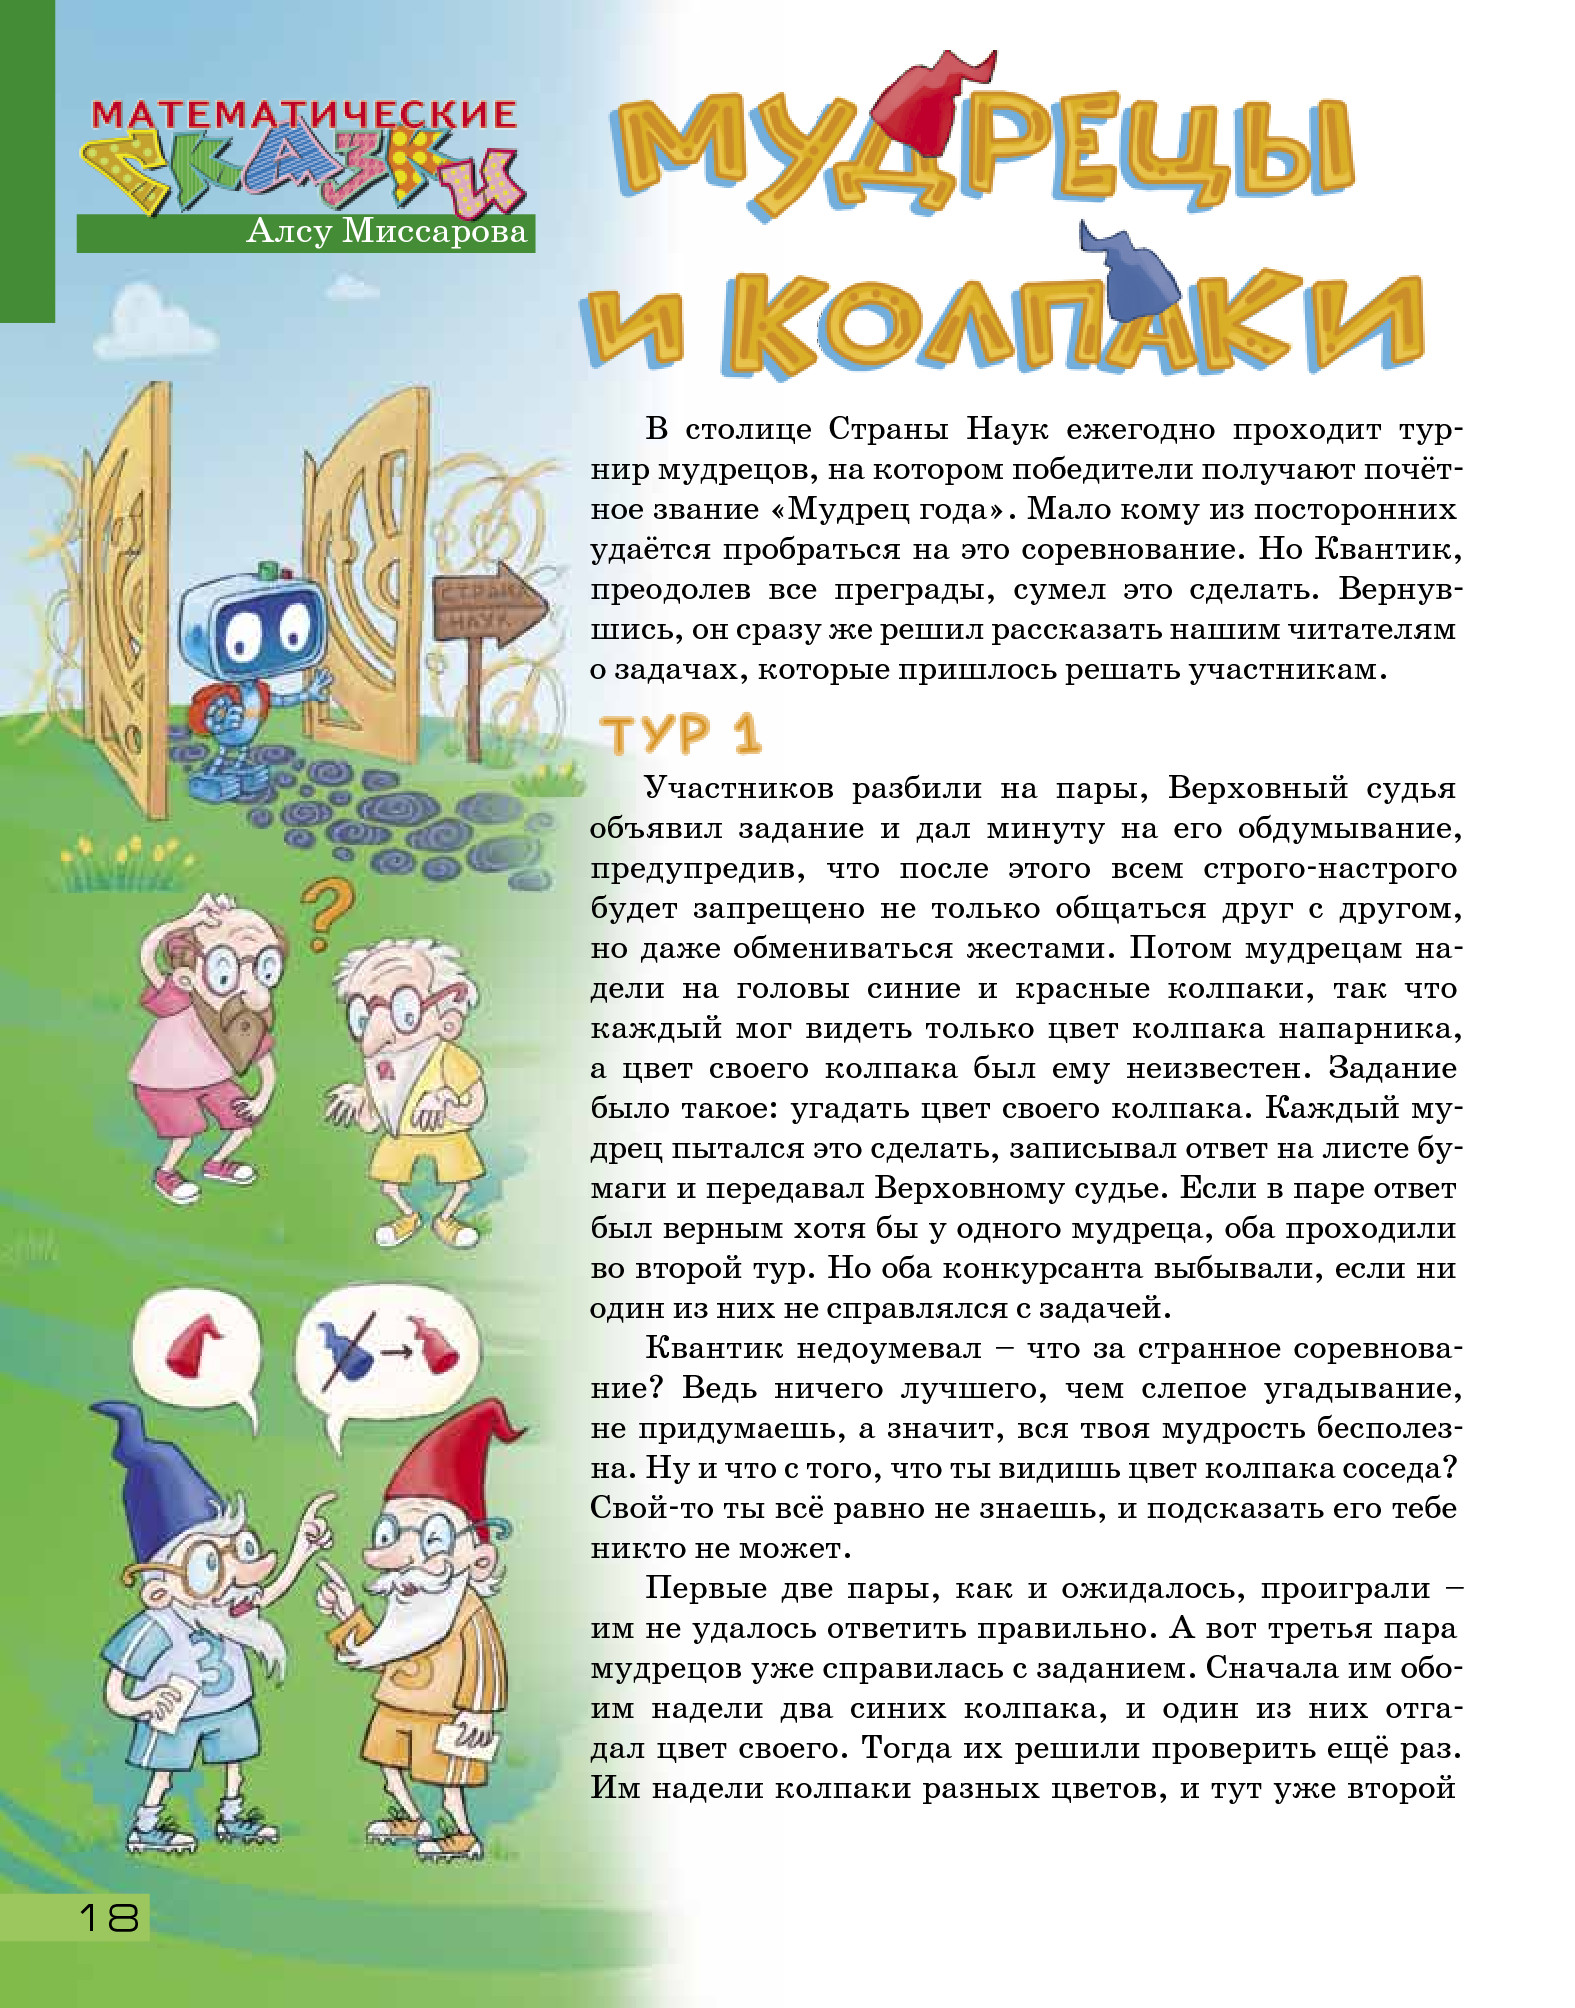 МАТЕМАТИЧЕСКИЕ
СКАЗКИ
Алсу Миссарова
МУДРЕЦЫ
И КОЛПАКИ
В столице Страны Наук ежегодно проходит тур-
нир мудрецов, на котором победители получают почёт-
ное звание «Мудрец года». Мало кому из посторонних
удаётся пробраться на это соревнование. Но Квантик,
преодолев все преграды, сумел это сделать. Вернув-
шись, он сразу же решил рассказать нашим читателям
о задачах, которые пришлось решать участникам.
СТРАНА
НАУК
ТУР 1
Участников разбили на пары, Верховный судья
объявил задание и дал минуту на его обдумывание,
предупредив, что после этого всем строго-настрого
будет запрещено не только общаться друг с другом,
но даже обмениваться жестами. Потом мудрецам на-
дели на головы синие и красные колпаки, так что
каждый мог видеть только цвет колпака напарника,
а цвет своего колпака был ему неизвестен. Задание
было такое: угадать цвет своего колпака. Каждый му-
дрец пытался это сделать, записывал ответ на листе бу-
маги и передавал Верховному судье. Если в паре ответ
был верным хотя бы у одного мудреца, оба проходили
во второй тур. Но оба конкурсанта выбывали, если ни
один из них не справлялся с задачей.
Квантик недоумевал – что за странное соревнова-
ние? Ведь ничего лучшего, чем слепое угадывание,
не придумаешь, а значит, вся твоя мудрость бесполез-
на. Ну и что с того, что ты видишь цвет колпака соседа?
Свой-то ты всё равно не знаешь, и подсказать его тебе
никто не может.
Первые две пары, как и ожидалось, проиграли –
им не удалось ответить правильно. А вот третья пара
мудрецов уже справилась с заданием. Сначала им обо-
им надели два синих колпака, и один из них отга-
дал цвет своего. Тогда их решили проверить ещё раз.
Им надели колпаки разных цветов, и тут уже второй
?
3
18